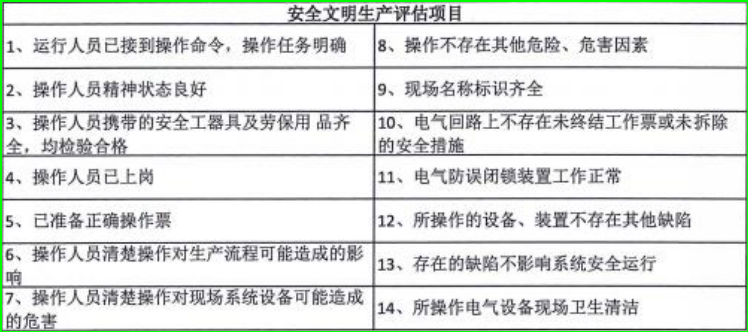 安全文明生产评估项目
1、运行人员已接到操作命令，操作任务明确
8、操作不存在其他危险、危害因素
2、操作人员精神状态良好
9、现场名称标识齐全
3、操作人员携带的安全工器具及劳保用 品齐
全，均检验合格
10、电气回路上不存在未终结工作票或未拆除
的安全措施
4、操作人员已上岗
11、电气防误闭锁装置工作正常
5、已准备正确操作票
12、所操作的设备、装置不存在其他缺陷
6、操作人员清楚操作对生产流程可能造成的影
响
13、存在的缺陷不影响系统安全运行
7、操作人员清楚操作对现场系统设备可能造成
的危害
14、所操作电气设备现场卫生清洁